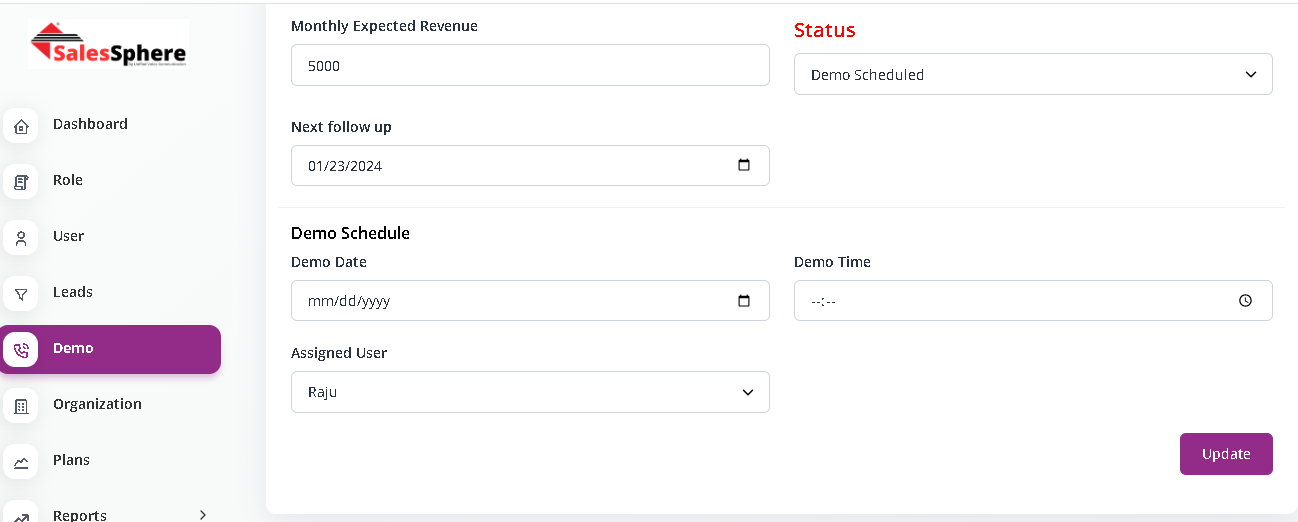 SalesSphere
Dashboard
Role
User
Leads
Demo
Organization
Plans
Reports
Monthly Expected Revenue
5000
Status
Demo Scheduled
Next follow up
01/23/2024
Demo Schedule
Demo Date
mm/dd/yyyy
Demo Time
--:--
Assigned User
Raju
Update